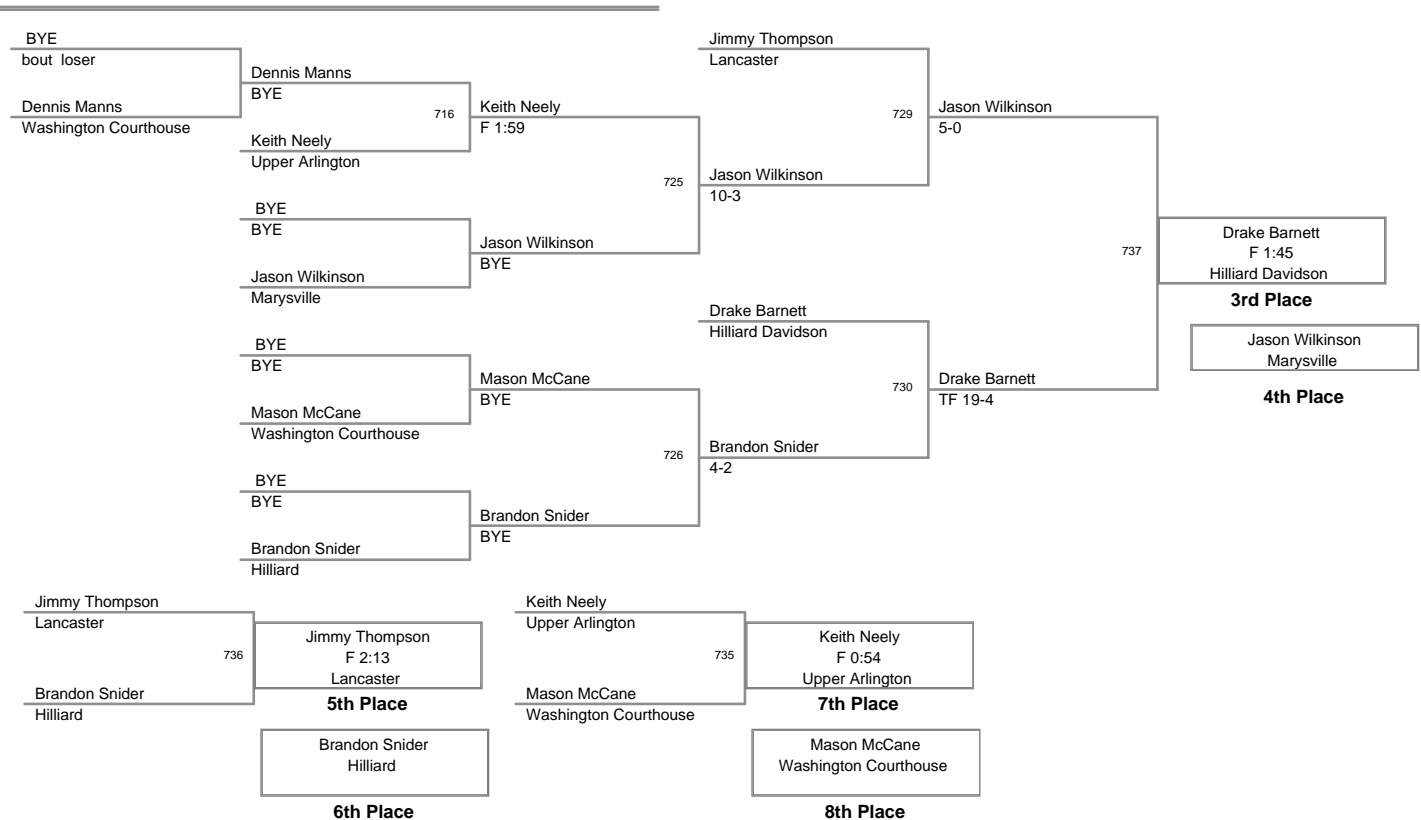 BYE
bout loser
Dennis Manns
Washington Courthouse
Dennis Manns
BYE
716
Keith Neely
Upper Arlington
BYE
BYE
Jason Wilkinson
Marysville
BYE
BYE
Mason McCane
Washington Courthouse
BYE
BYE
Brandon Snider
Hilliard
Keith Neely
F 1:59
725
Jason Wilkinson
BYE
Mason McCane
BYE
726
Brandon Snider
BYE
Jimmy Thompson
Lancaster
729
Jason Wilkinson
10-3
Drake Barnett
Hilliard Davidson
730
Brandon Snider
4-2
Jason Wilkinson
5-0
737
Drake Barnett
TF 19-4
Drake Barnett
F 1:45
Hilliard Davidson
3rd Place
Jason Wilkinson
Marysville
4th Place
Jimmy Thompson
Lancaster
736
Brandon Snider
Hilliard
Jimmy Thompson
F 2:13
Lancaster
5th Place
Brandon Snider
Hilliard
6th Place
Keith Neely
Upper Arlington
735
Mason McCane
Washington Courthouse
Keith Neely
F 0:54
Upper Arlington
7th Place
Mason McCane
Washington Courthouse
8th Place